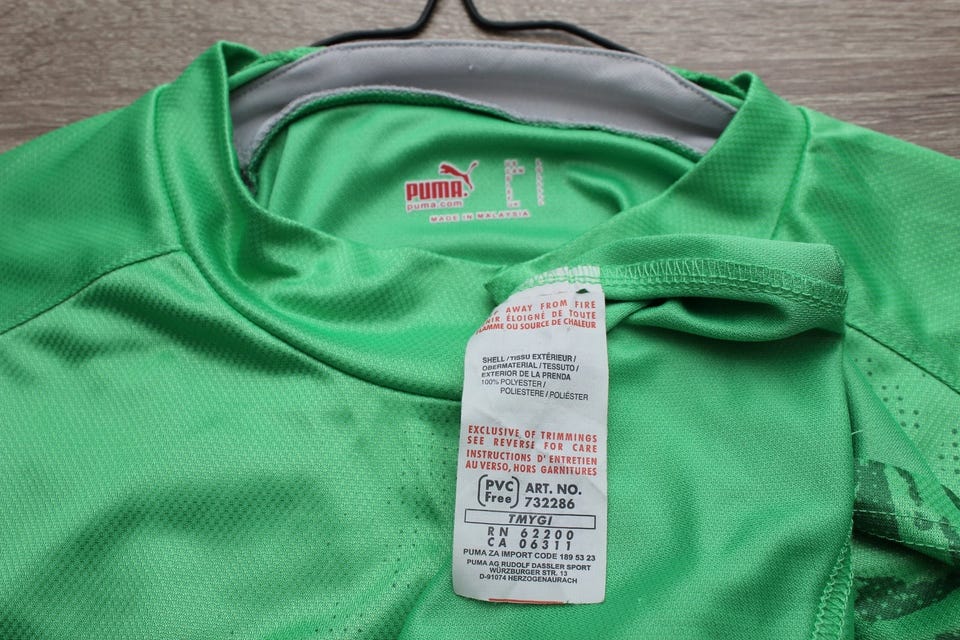 PUMA
puma.com
MADE IN MALAYSIA
AWAY FROM FIRE
ÉLOIGNÉ DE TOUTE
FLAMME OU SOURCE DE CHALEUR
SHELL / TISSU EXTÉRIEUR /
OBERMATERIAL / TESSUTO /
EXTERIOR DE LA PRENDA
100% POLYESTER /
POLIESTERE / POLIÉSTER
EXCLUSIVE OF TRIMMINGS
SEE REVERSE FOR CARE
INSTRUCTIONS D'ENTRETIEN
AU VERSO, HORS GARNITURES
PVC Free ART. NO.
732286
TMYGI
RN 62200
CA 06311
PUMA ZA IMPORT CODE 189 53 23
PUMA AG RUDOLF DASSLER SPORT
WÜRZBURGER STR. 13
D-91074 HERZOGENAURACH